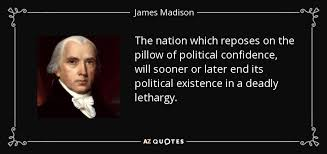 James Madison
The nation which reposes on the
pillow of political confidence,
will sooner or later end its
political existence in a deadly
lethargy.
AZ QUOTES